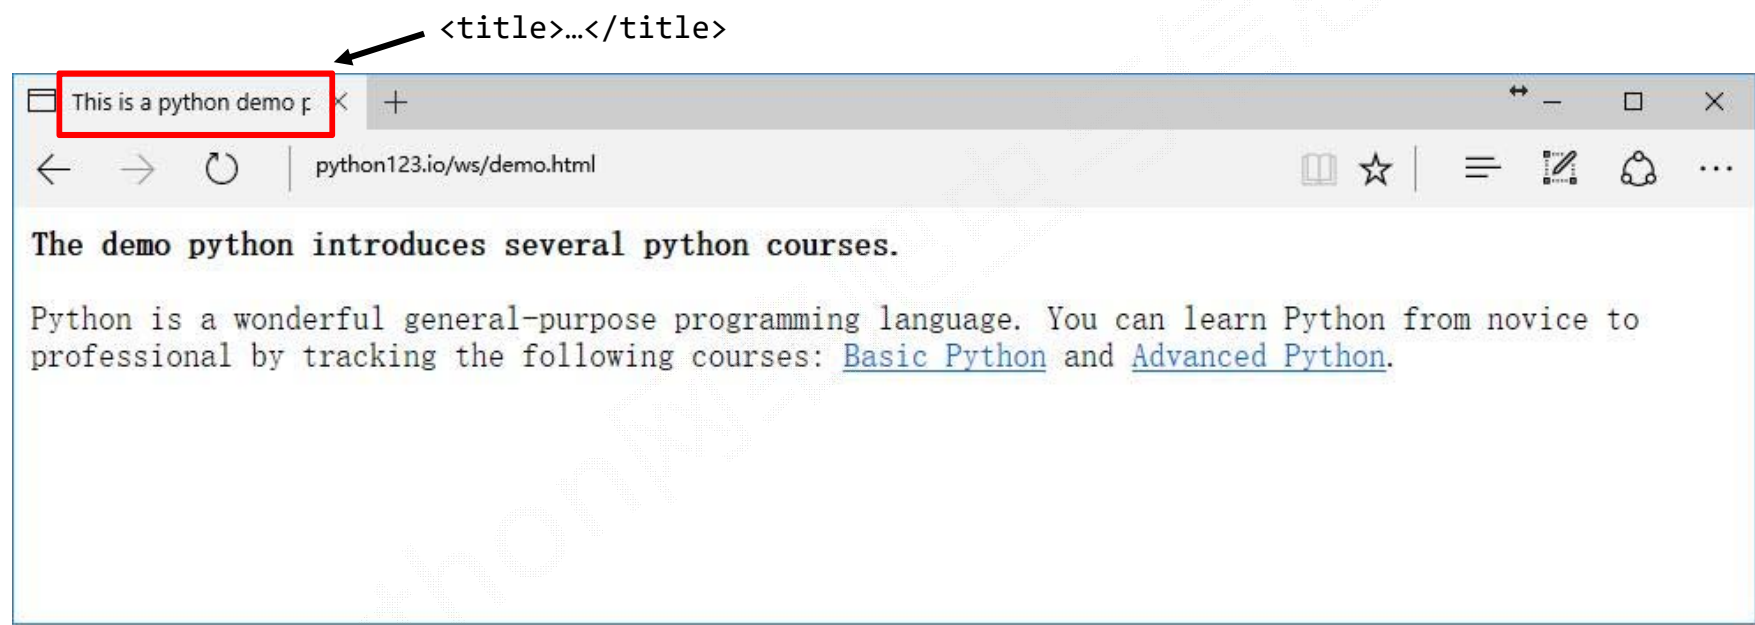 <title>…</title>
This is a python demo p
python123.io/ws/demo.html
The demo python introduces several python courses.
Python is a wonderful general-purpose programming language. You can learn Python from novice to
professional by tracking the following courses: Basic Python and Advanced Python.